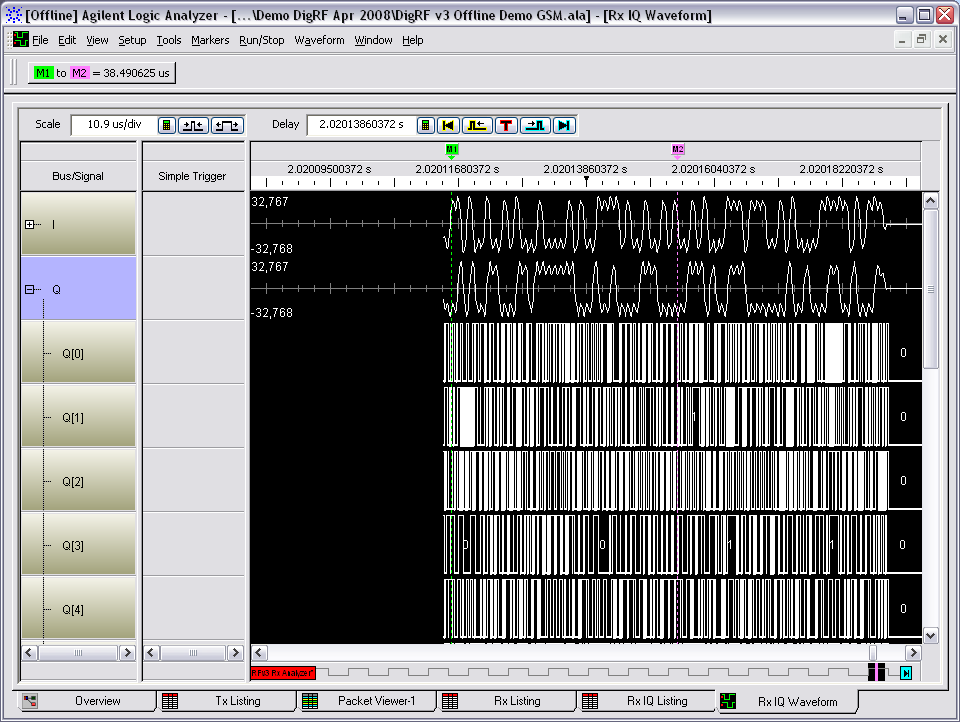 [Offline] Agilent Logic Analyzer - [...\Demo DigRF Apr 2008\DigRF v3 Offline Demo GSM.ala] - [Rx IQ Waveform]
File Edit View Setup Tools Markers Run/Stop Waveform Window Help
M1 to M2 = 38.490625 us
Scale 10.9 us/div Delay 2.02013860372 s T
M1 M2
Bus/Signal Simple Trigger 2.02009500372 s 2.02011680372 s 2.02013860372 s 2.02016040372 s 2.02018220372 s
32,767
I
-32,768
32,767
Q
-32,768
Q[0] 0
Q[1] 1 0
Q[2] 0
Q[3] 0 0 1 1 0
Q[4] 0
RFv3 Rx Analyzer"
Overview Tx Listing Packet Viewer-1 Rx Listing Rx IQ Listing Rx IQ Waveform